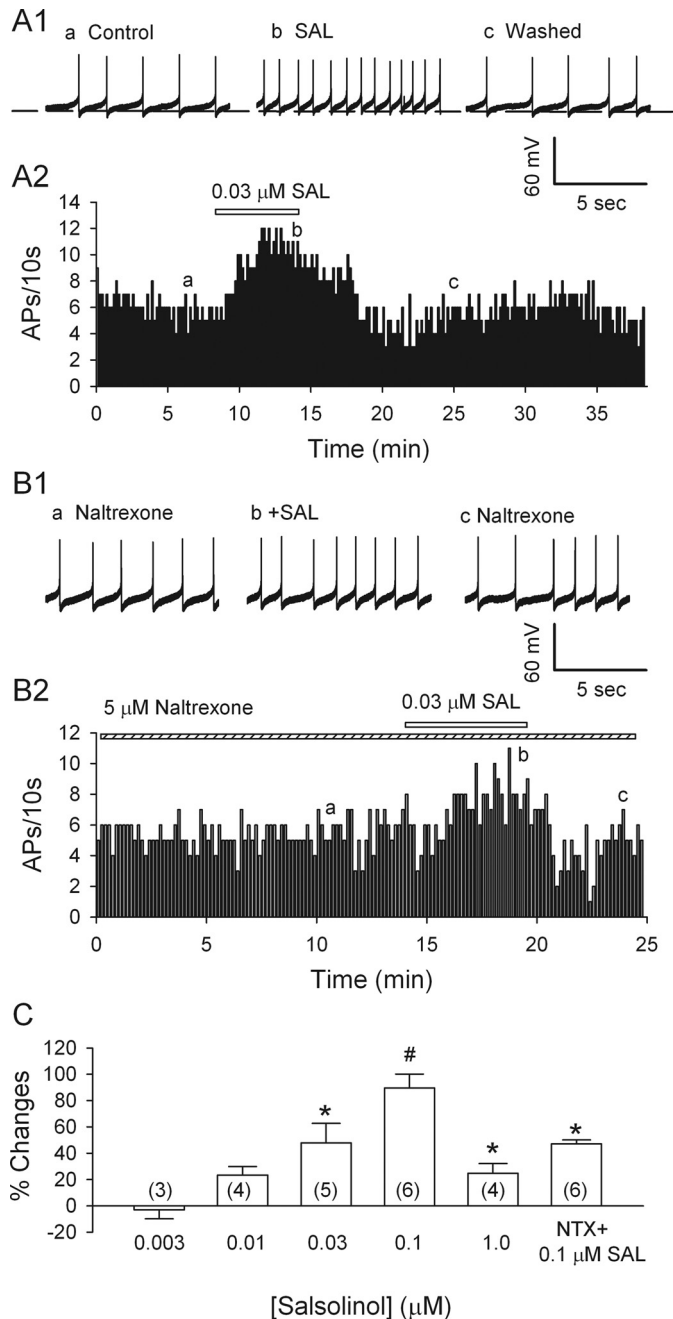 A1
a Control
b SAL
c Washed
60 mV
5 sec
A2
0.03 μM SAL
14
12
10
8
6
4
2
0
APs/10s
a
b
c
0 5 10 15 20 25 30 35
Time (min)
B1
a Naltrexone
b +SAL
c Naltrexone
60 mV
5 sec
B2
5 μM Naltrexone
0.03 μM SAL
12
10
8
6
4
2
0
APs/10s
a
b
c
0 5 10 15 20 25
Time (min)
C
120
100
80
60
40
20
0
-20
% Changes
* # * *
(3) (4) (5) (6) (4) (6)
0.003 0.01 0.03 0.1 1.0
NTX+
0.1 μM SAL
[Salsolinol] (μM)